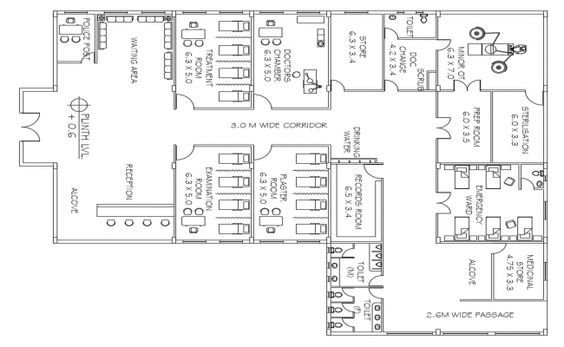 POLICE POST
WAITING AREA
TREATMENT
ROOM
6.3 X 5.0
DOCTORS
CHAMBER
6.3 X 5.0
STORE
6.3 X 3.4
TOILET
DOC
CHANGE
4.2 X 3.4
SCRUB
MINOR OT
6.3 X 7.0
PLINTH LVL.
+ 0.6
3.0 M WIDE CORRIDOR
DRINKING
WATER
PREP ROOM
6.0 X 3.5
STERILISATION
6.0 X 3.3
ALCOVE
RECEPTION
EXAMINATION
ROOM
6.3 X 5.0
PLASTER
ROOM
6.3 X 5.0
RECORDS ROOM
6.5 X 3.4
EMERGENCY
WARD
TOILET
(M)
TOILET
(F)
ALCOVE
MEDICINAL
STORE
4.75 X 3.3
2.6M WIDE PASSAGE